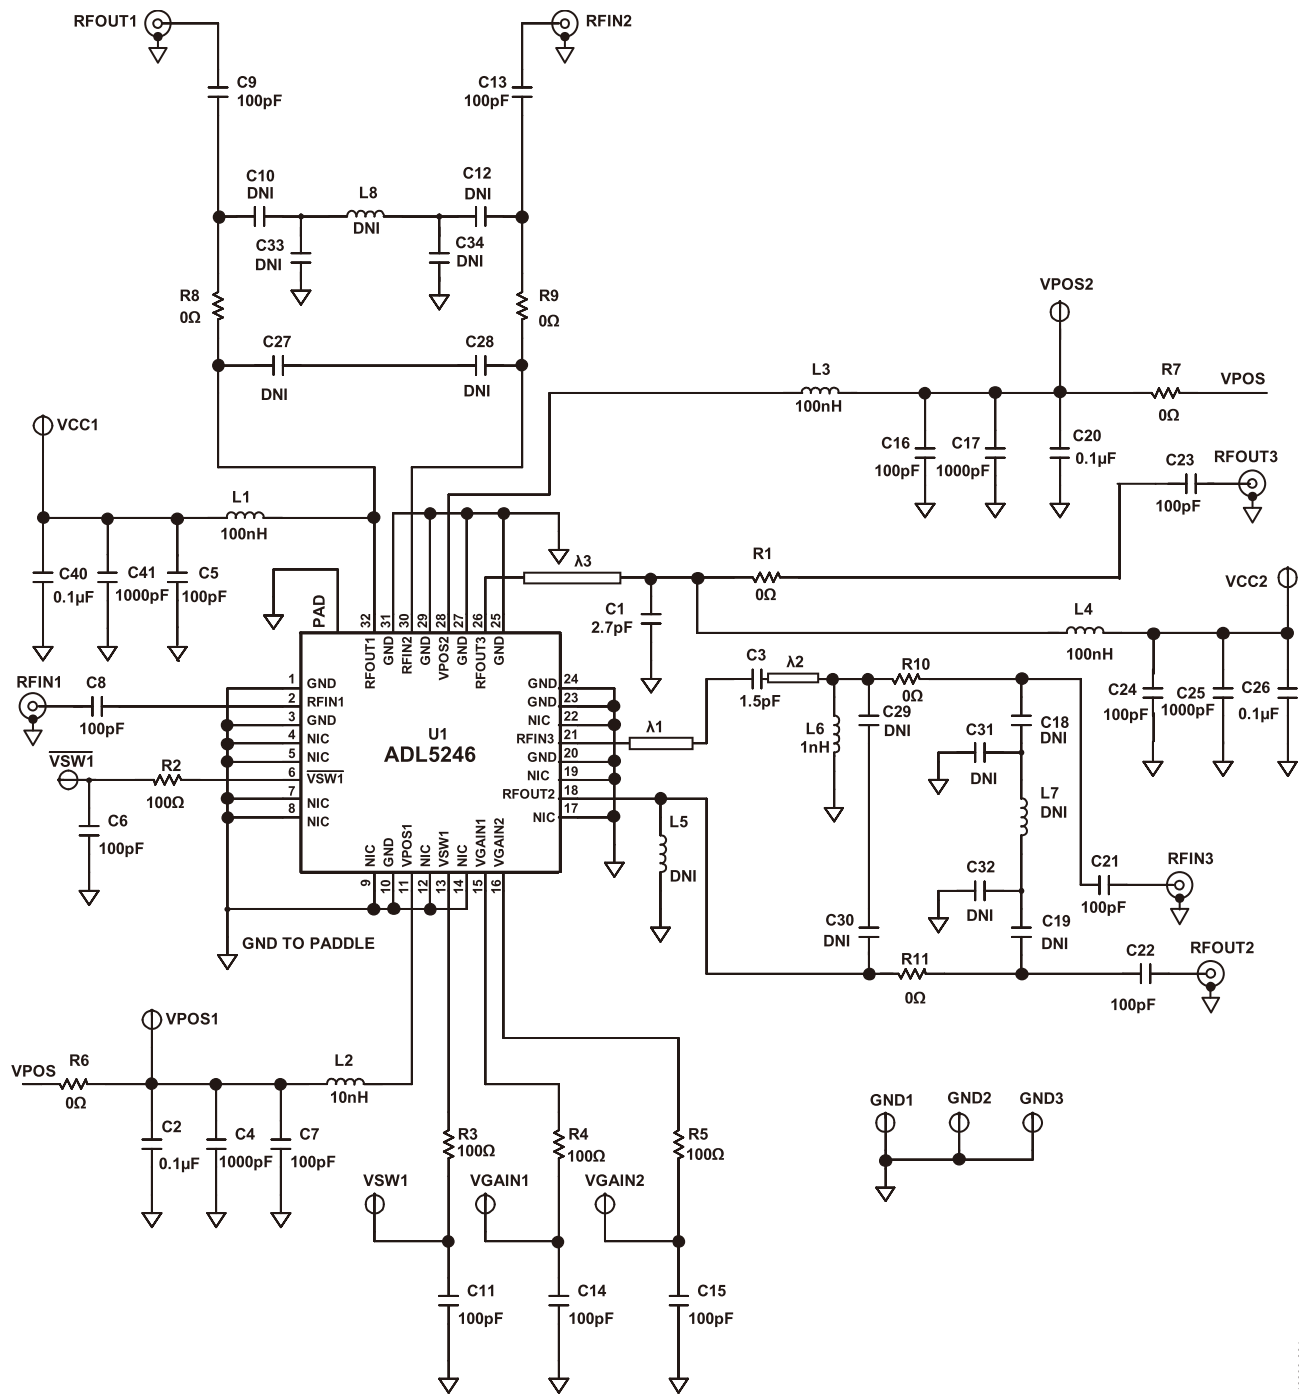 RFOUT1
RFIN2
C9
100pF
C13
100pF
C10
DNI
L8
DNI
C12
DNI
C33
DNI
C34
DNI
R8
0Ω
R9
0Ω
C27
DNI
C28
DNI
VPOS2
L3
100nH
R7
0Ω
VPOS
C16
100pF
C17
1000pF
C20
0.1µF
C23
100pF
RFOUT3
VCC1
L1
100nH
C40
0.1µF
C41
1000pF
C5
100pF
λ3
C1
2.7pF
R1
0Ω
VCC2
L4
100nH
C24
100pF
C25
1000pF
C26
0.1µF
PAD
32
31
30
29
28
27
26
25
RFOUT1
GND
RFIN2
GND
VPOS2
GND
RFOUT3
GND
RFIN1
C8
100pF
VSW1
R2
100Ω
C6
100pF
1
GND
2
RFIN1
3
GND
4
NIC
5
NIC
6
VSW1
7
NIC
8
NIC
U1
ADL5246
GND
24
GND
23
NIC
22
RFIN3
21
GND
20
NIC
19
RFOUT2
18
NIC
17
NIC
GND
VPOS1
NIC
VSW1
NIC
VGAIN1
VGAIN2
9
10
11
12
13
14
15
16
GND TO PADDLE
λ1
C3
1.5pF
λ2
L6
1nH
R10
0Ω
C29
DNI
C31
DNI
C18
DNI
L7
DNI
C32
DNI
C19
DNI
C30
DNI
L5
DNI
R11
0Ω
C21
100pF
RFIN3
C22
100pF
RFOUT2
VPOS1
VPOS
R6
0Ω
L2
10nH
C2
0.1µF
C4
1000pF
C7
100pF
R3
100Ω
R4
100Ω
R5
100Ω
VSW1
VGAIN1
VGAIN2
C11
100pF
C14
100pF
C15
100pF
GND1
GND2
GND3